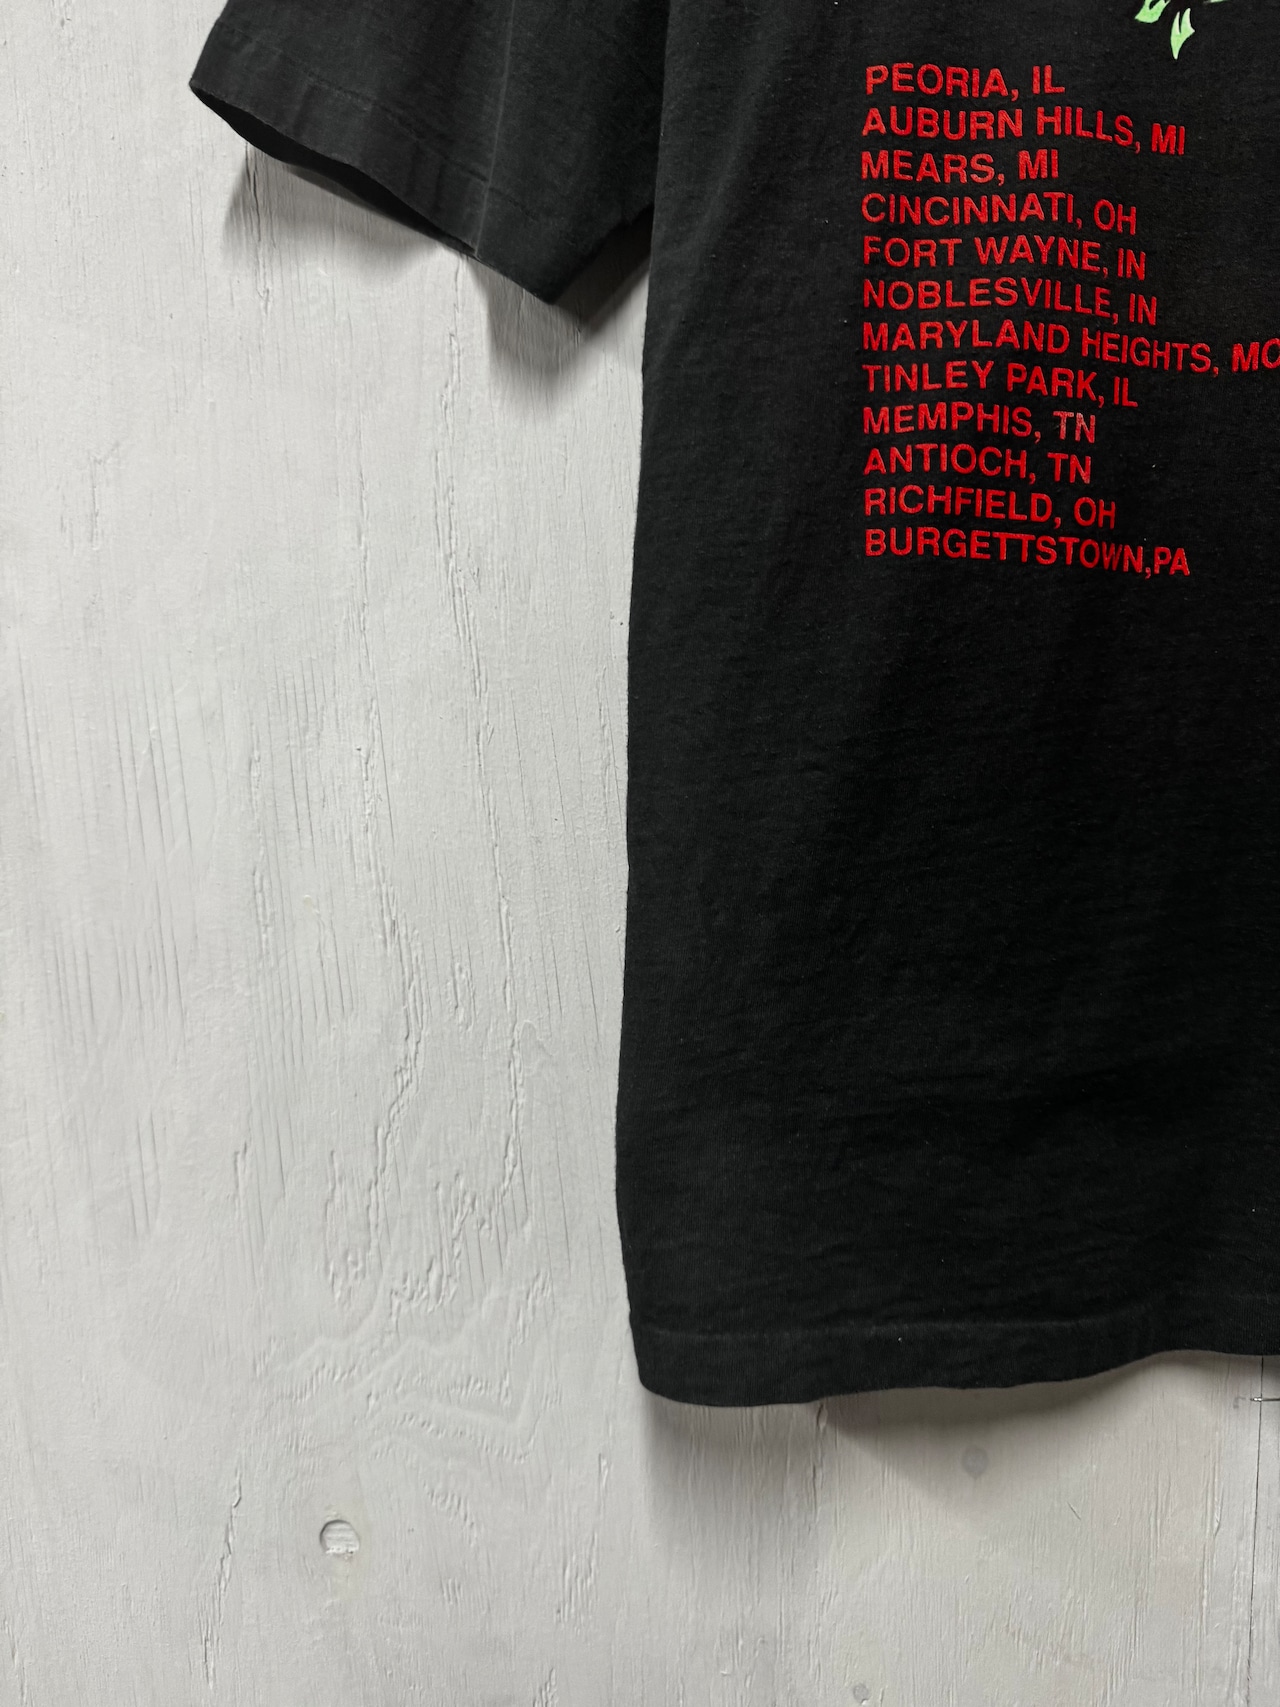 PEORIA, IL
AUBURN HILLS, MI
MEARS, MI
CINCINNATI, OH
FORT WAYNE, IN
NOBLESVILLE, IN
MARYLAND HEIGHTS, MO
TINLEY PARK, IL
MEMPHIS, TN
ANTIOCH, TN
RICHFIELD, OH
BURGETTSTOWN,PA